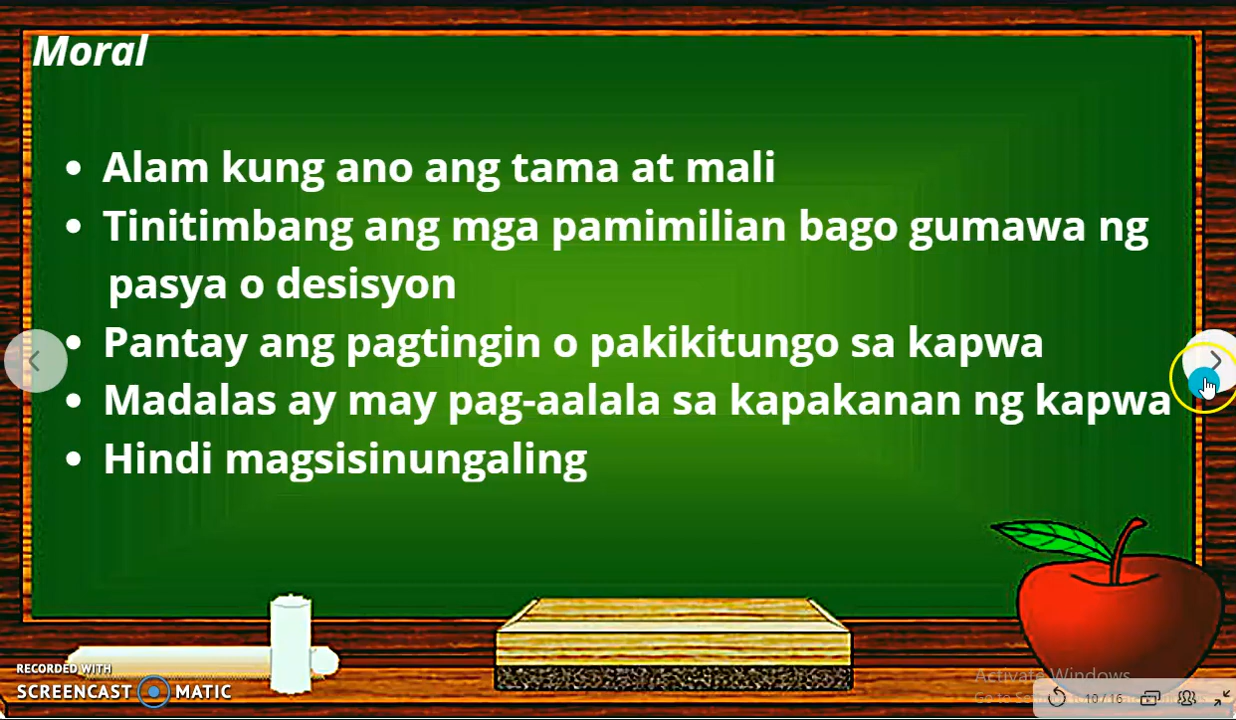 Moral
• Alam kung ano ang tama at mali
• Tinitimbang ang mga pamimilian bago gumawa ng
pasya o desisyon
• Pantay ang pagtingin o pakikitungo sa kapwa
• Madalas ay may pag-aalala sa kapakanan ng kapwa
• Hindi magsisinungaling
RECORDED WITH
SCREENCAST MATIC
Activate Windows
10 / 16